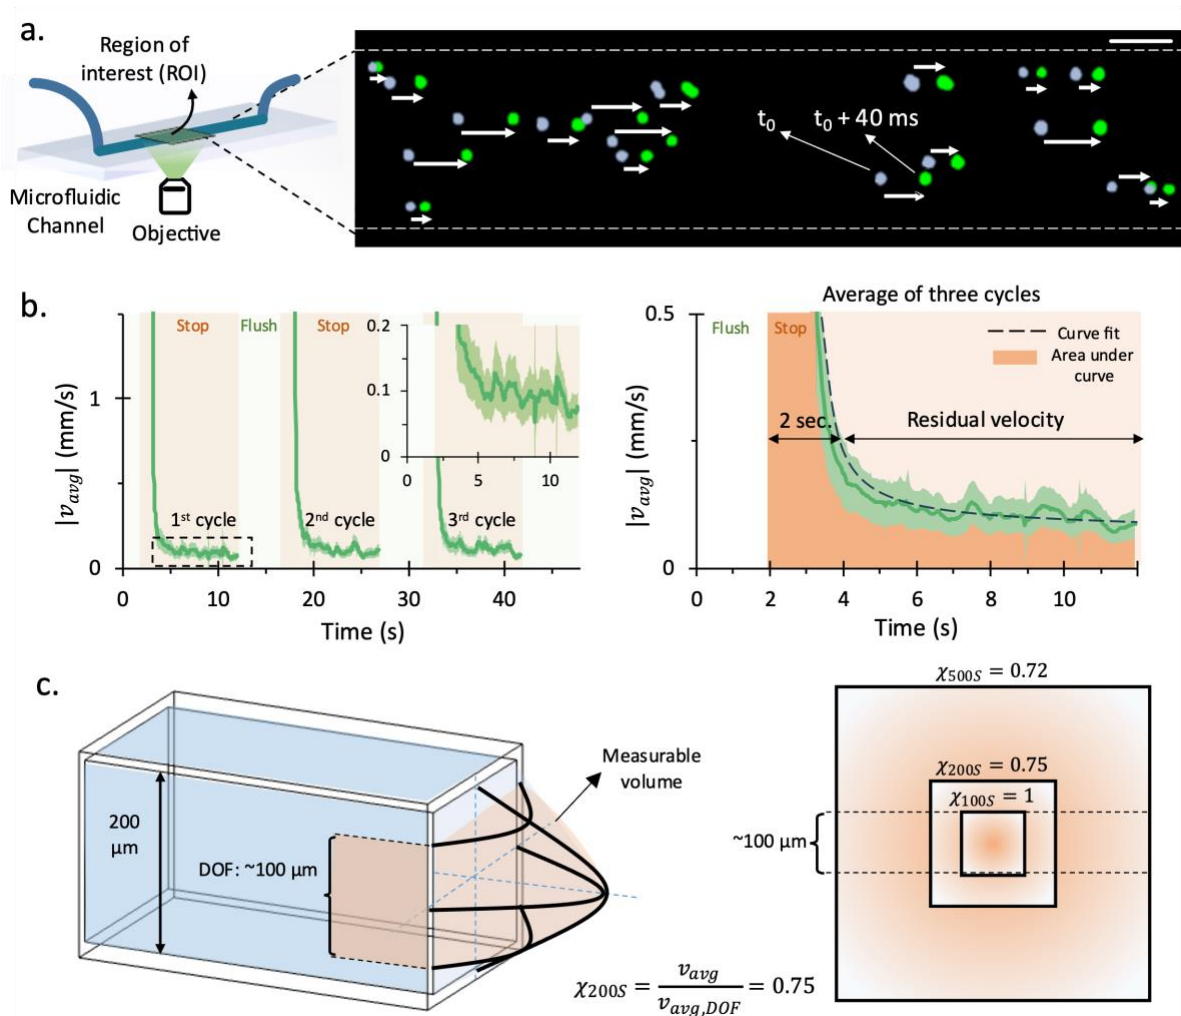 a.
Region of
interest (ROI)
Microfluidic
Channel
Objective
t0
t0 + 40 ms
b.
Stop
Flush
Stop
|vavg| (mm/s)
1
0
0.2
0.1
0
0
5
10
1st cycle
2nd cycle
3rd cycle
0
10
20
30
40
Time (s)
Average of three cycles
0.5
Flush
Stop
Curve fit
Area under
curve
2 sec.
Residual velocity
|vavg| (mm/s)
0
0
2
4
6
8
10
Time (s)
c.
200
μm
DOF: ~100 μm
Measurable
volume
χ200S = vavg / vavg,DOF = 0.75
χ500S = 0.72
χ200S = 0.75
χ100S = 1
~100 μm